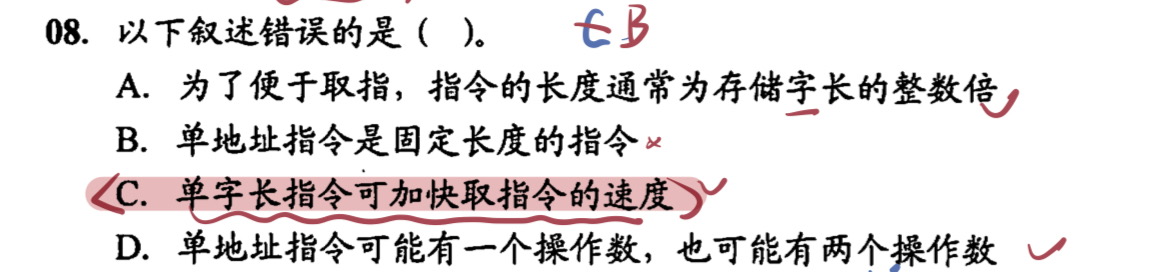 08. 以下叙述错误的是（ ）。 C B
A. 为了便于取指，指令的长度通常为存储字长的整数倍
B. 单地址指令是固定长度的指令 ×
C. 单字长指令可加快取指令的速度
D. 单地址指令可能有一个操作数，也可能有两个操作数